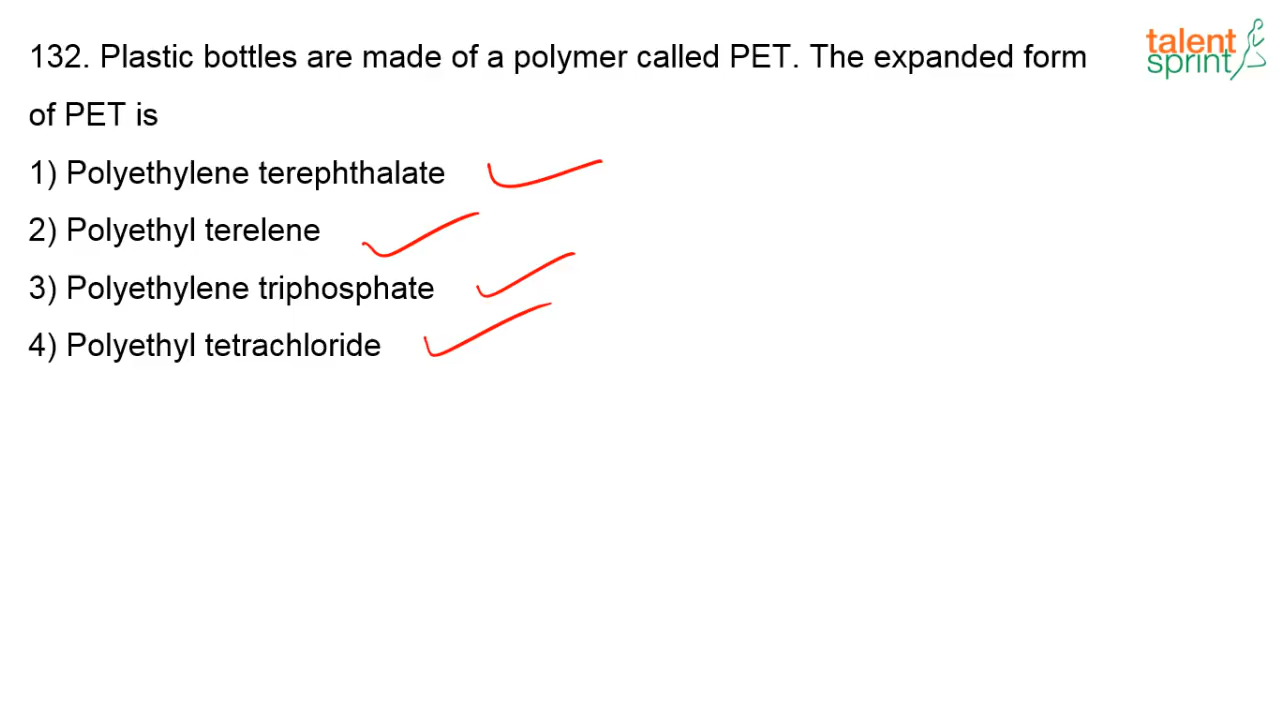 132. Plastic bottles are made of a polymer called PET. The expanded form
of PET is
1) Polyethylene terephthalate
2) Polyethyl terelene
3) Polyethylene triphosphate
4) Polyethyl tetrachloride
talent
sprint